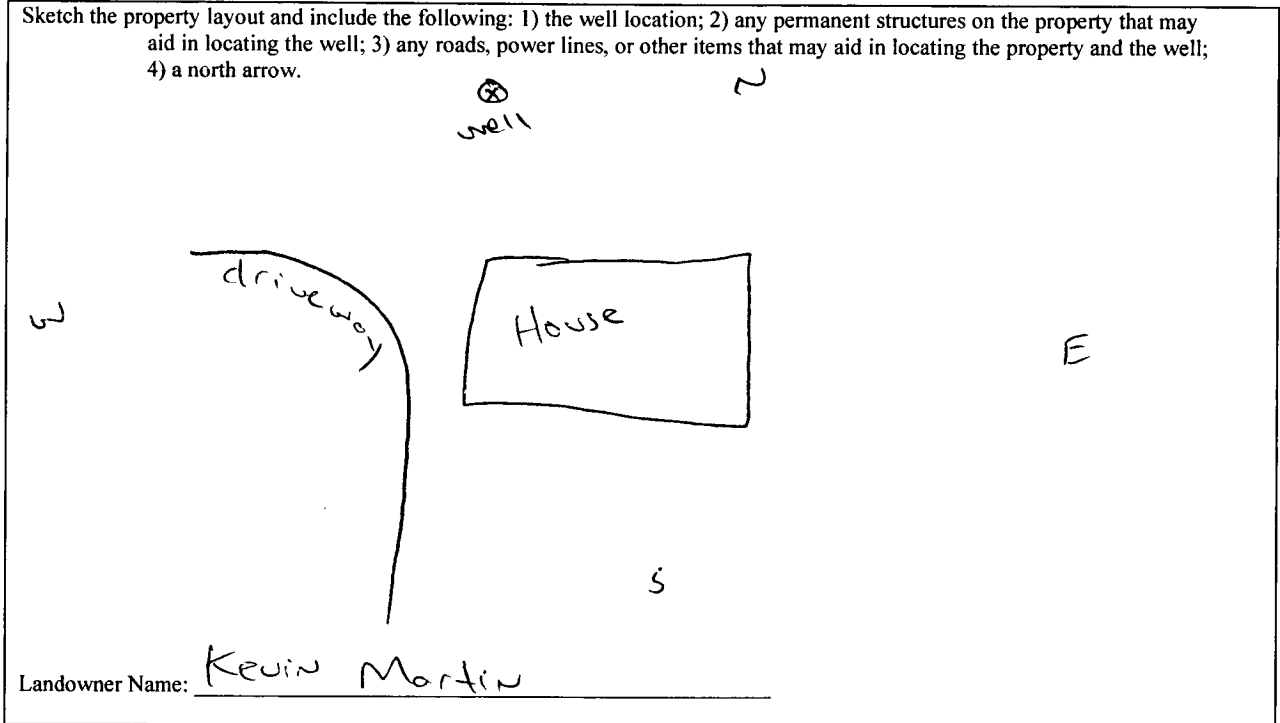 Sketch the property layout and include the following: 1) the well location; 2) any permanent structures on the property that may
aid in locating the well; 3) any roads, power lines, or other items that may aid in locating the property and the well;
4) a north arrow.
N
well
driveway
House
W
E
S
Landowner Name: Kevin Martin